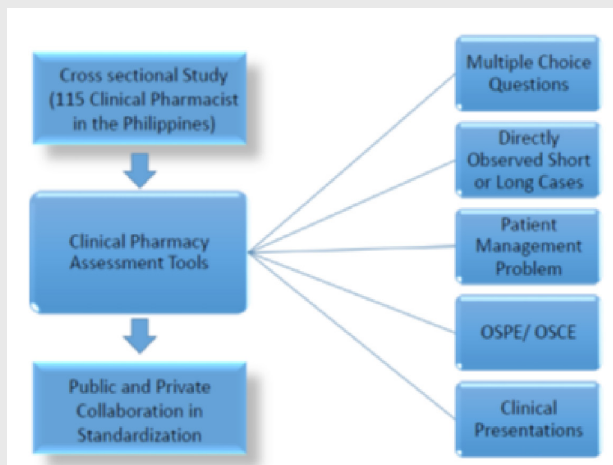 Cross sectional Study
(115 Clinical Pharmacist
in the Philippines)
Clinical Pharmacy
Assessment Tools
Public and Private
Collaboration in
Standardization
Multiple Choice
Questions
Directly
Observed Short
or Long Cases
Patient
Management
Problem
OSPE/ OSCE
Clinical
Presentations